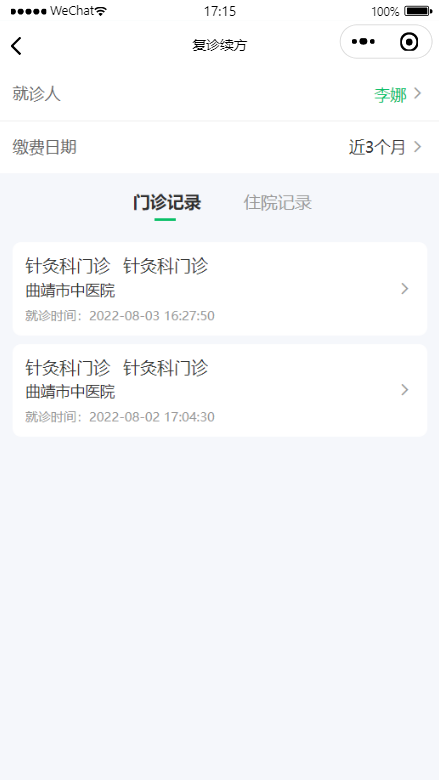 ●●●●● WeChat 17:15 100%
复诊续方
就诊人 李娜
缴费日期 近3个月
门诊记录 住院记录
针灸科门诊 针灸科门诊
曲靖市中医院
就诊时间：2022-08-03 16:27:50
针灸科门诊 针灸科门诊
曲靖市中医院
就诊时间：2022-08-02 17:04:30